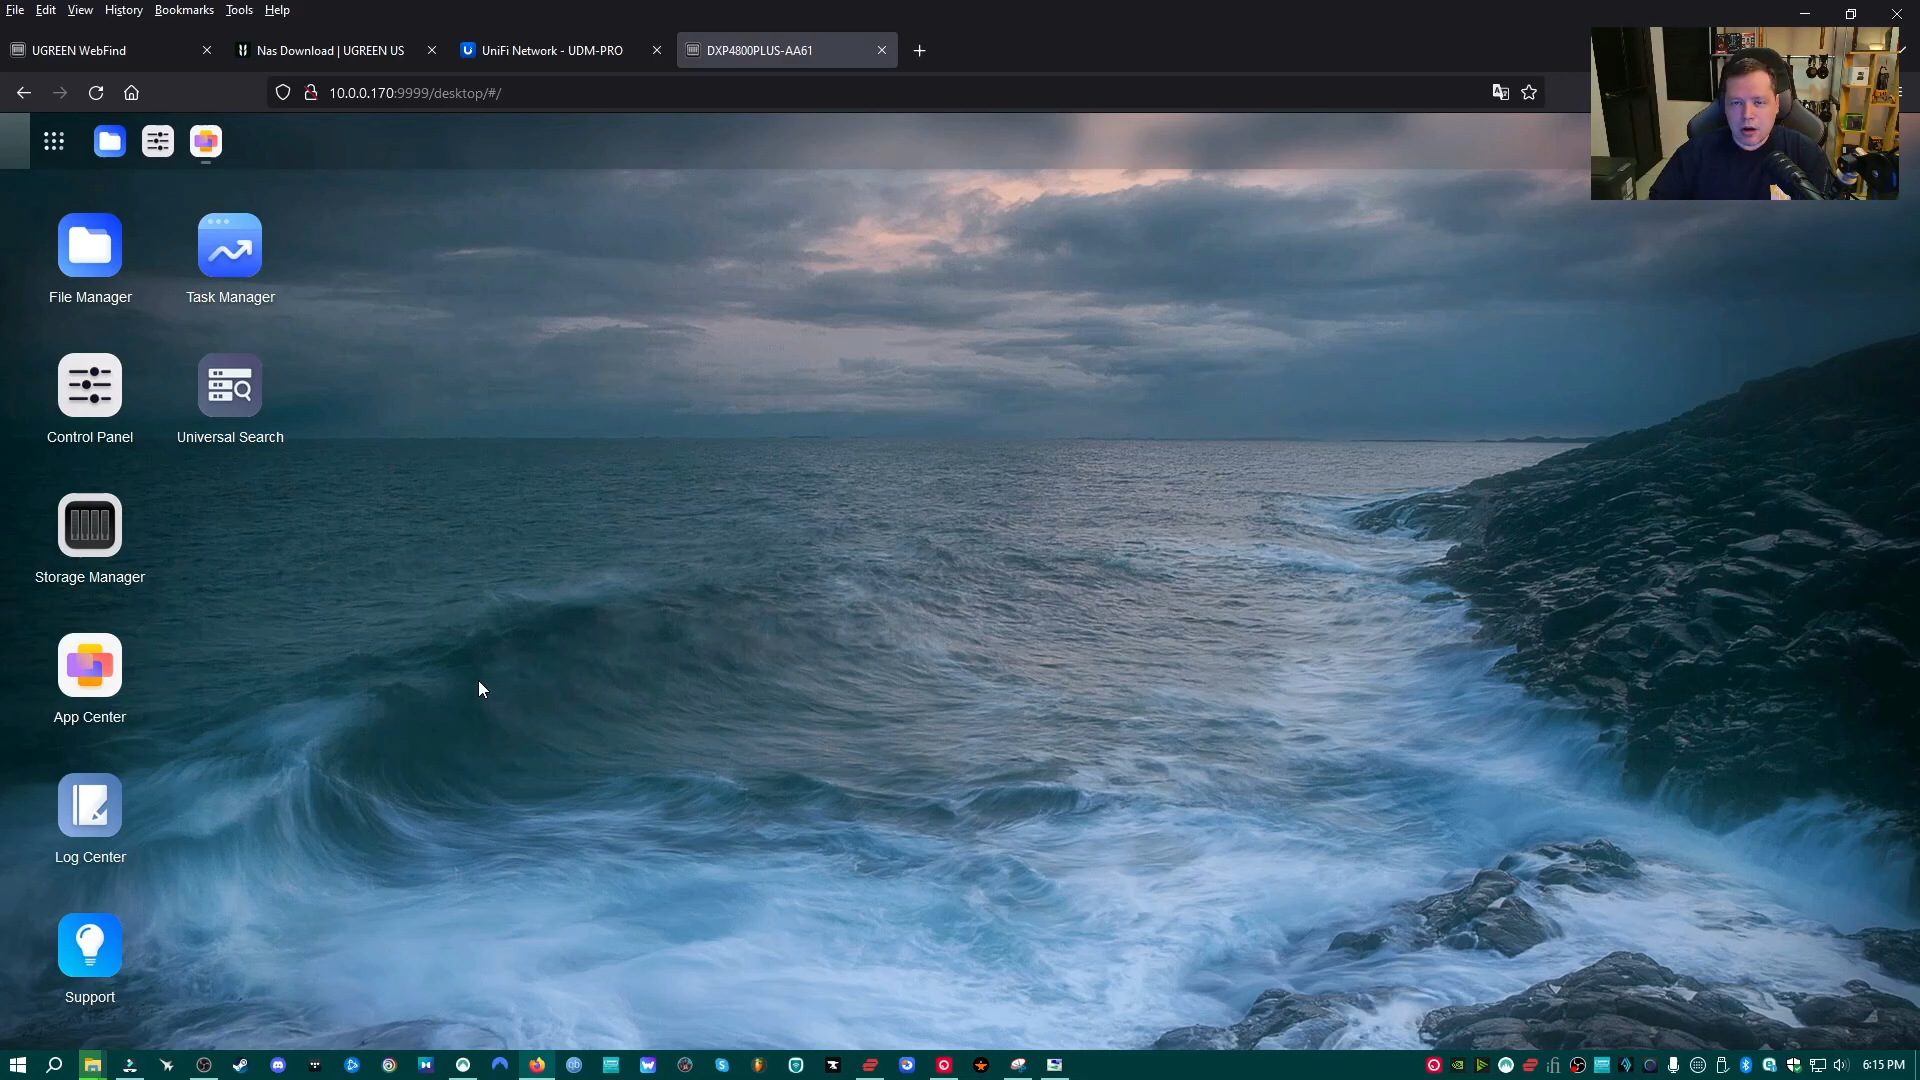 File Edit View History Bookmarks Tools Help
UGREEN WebFind
Nas Download | UGREEN US
UniFi Network - UDM-PRO
DXP4800PLUS-AA61
10.0.0.170:9999/desktop/#/
File Manager
Task Manager
Control Panel
Universal Search
Storage Manager
App Center
Log Center
Support
6:15 PM